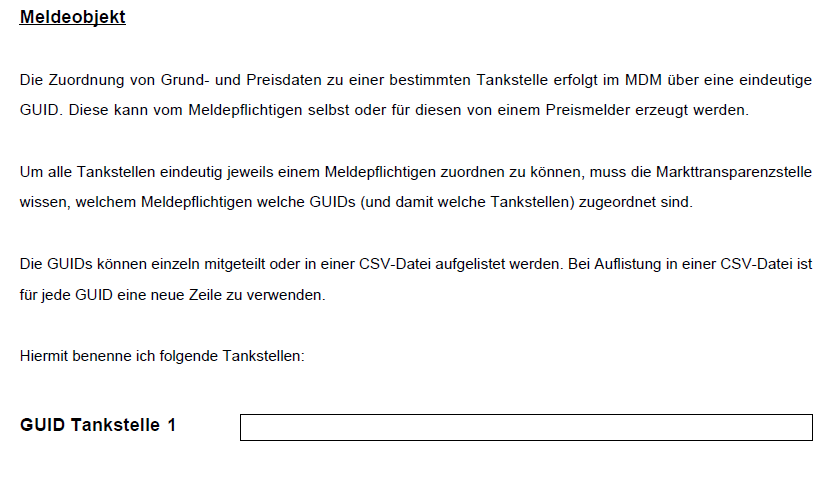 Meldeobjekt
Die Zuordnung von Grund- und Preisdaten zu einer bestimmten Tankstelle erfolgt im MDM über eine eindeutige
GUID. Diese kann vom Meldepflichtigen selbst oder für diesen von einem Preismelder erzeugt werden.
Um alle Tankstellen eindeutig jeweils einem Meldepflichtigen zuordnen zu können, muss die Markttransparenzstelle
wissen, welchem Meldepflichtigen welche GUIDs (und damit welche Tankstellen) zugeordnet sind.
Die GUIDs können einzeln mitgeteilt oder in einer CSV-Datei aufgelistet werden. Bei Auflistung in einer CSV-Datei ist
für jede GUID eine neue Zeile zu verwenden.
Hiermit benenne ich folgende Tankstellen:
GUID Tankstelle 1